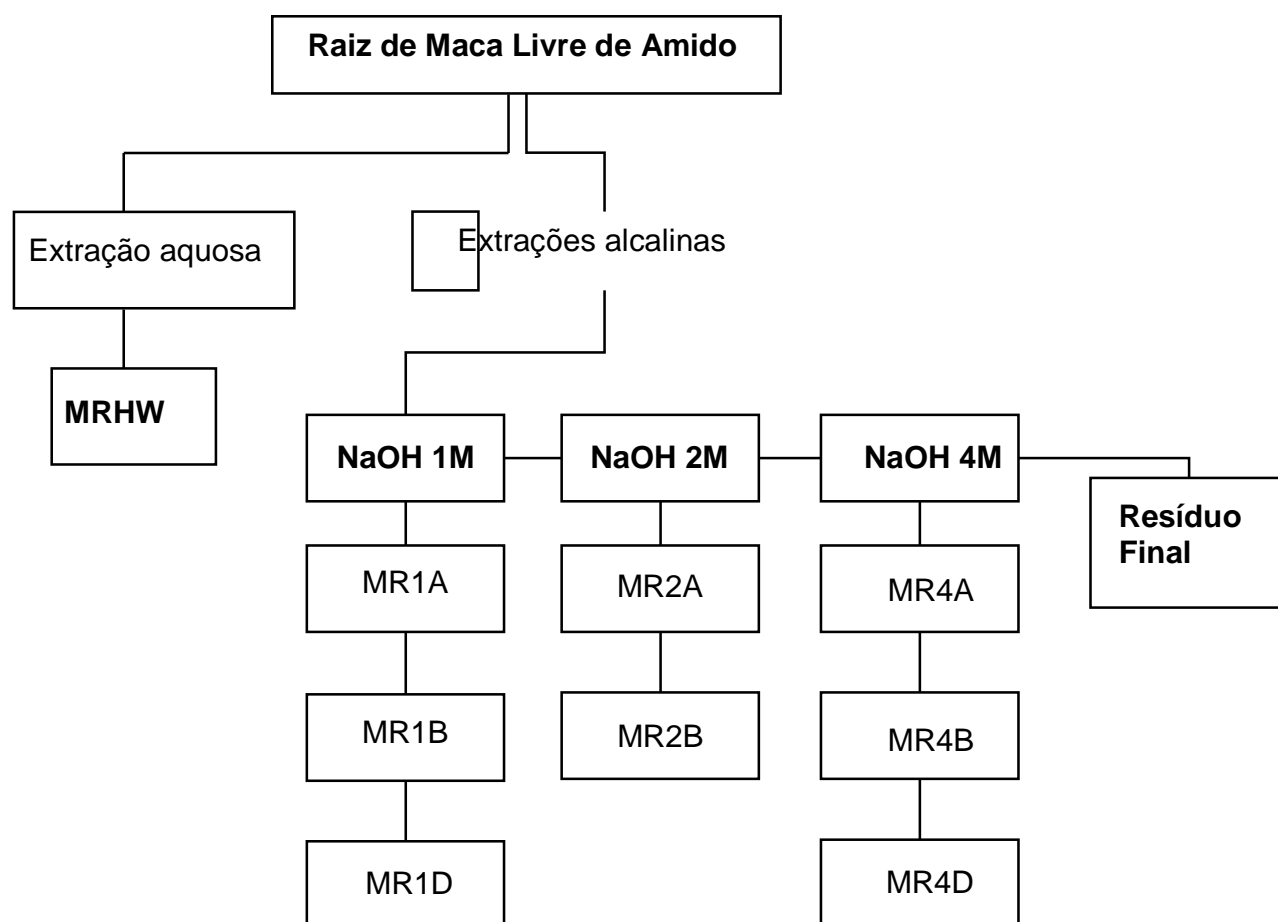 Raiz de Maca Livre de Amido
Extração aquosa
Extrações alcalinas
MRHW
NaOH 1M
NaOH 2M
NaOH 4M
Resíduo
Final
MR1A
MR2A
MR4A
MR1B
MR2B
MR4B
MR1D
MR4D